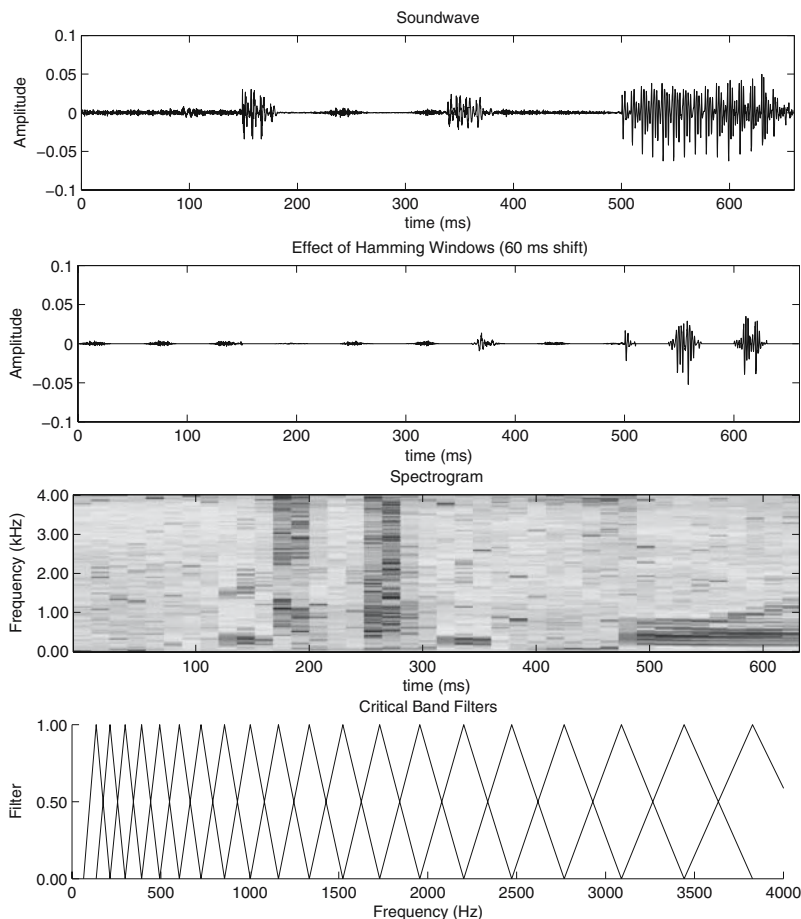 Soundwave
0.1
0.05
0
−0.05
−0.1
Amplitude
0 100 200 300 400 500 600
time (ms)
Effect of Hamming Windows (60 ms shift)
0.1
0.05
0
−0.05
−0.1
Amplitude
0 100 200 300 400 500 600
time (ms)
Spectrogram
4.00
3.00
2.00
1.00
0.00
Frequency (kHz)
100 200 300 400 500 600
time (ms)
Critical Band Filters
1.00
0.50
0.00
Filter
0 500 1000 1500 2000 2500 3000 3500 4000
Frequency (Hz)